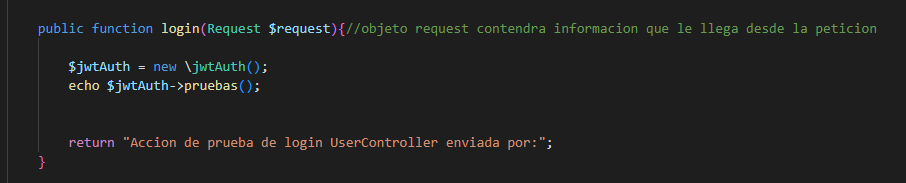 public function login(Request $request){//objeto request contendra informacion que le llega desde la peticion
$jwtAuth = new \jwtAuth();
echo $jwtAuth->pruebas();
return "Accion de prueba de login UserController enviada por:";
}